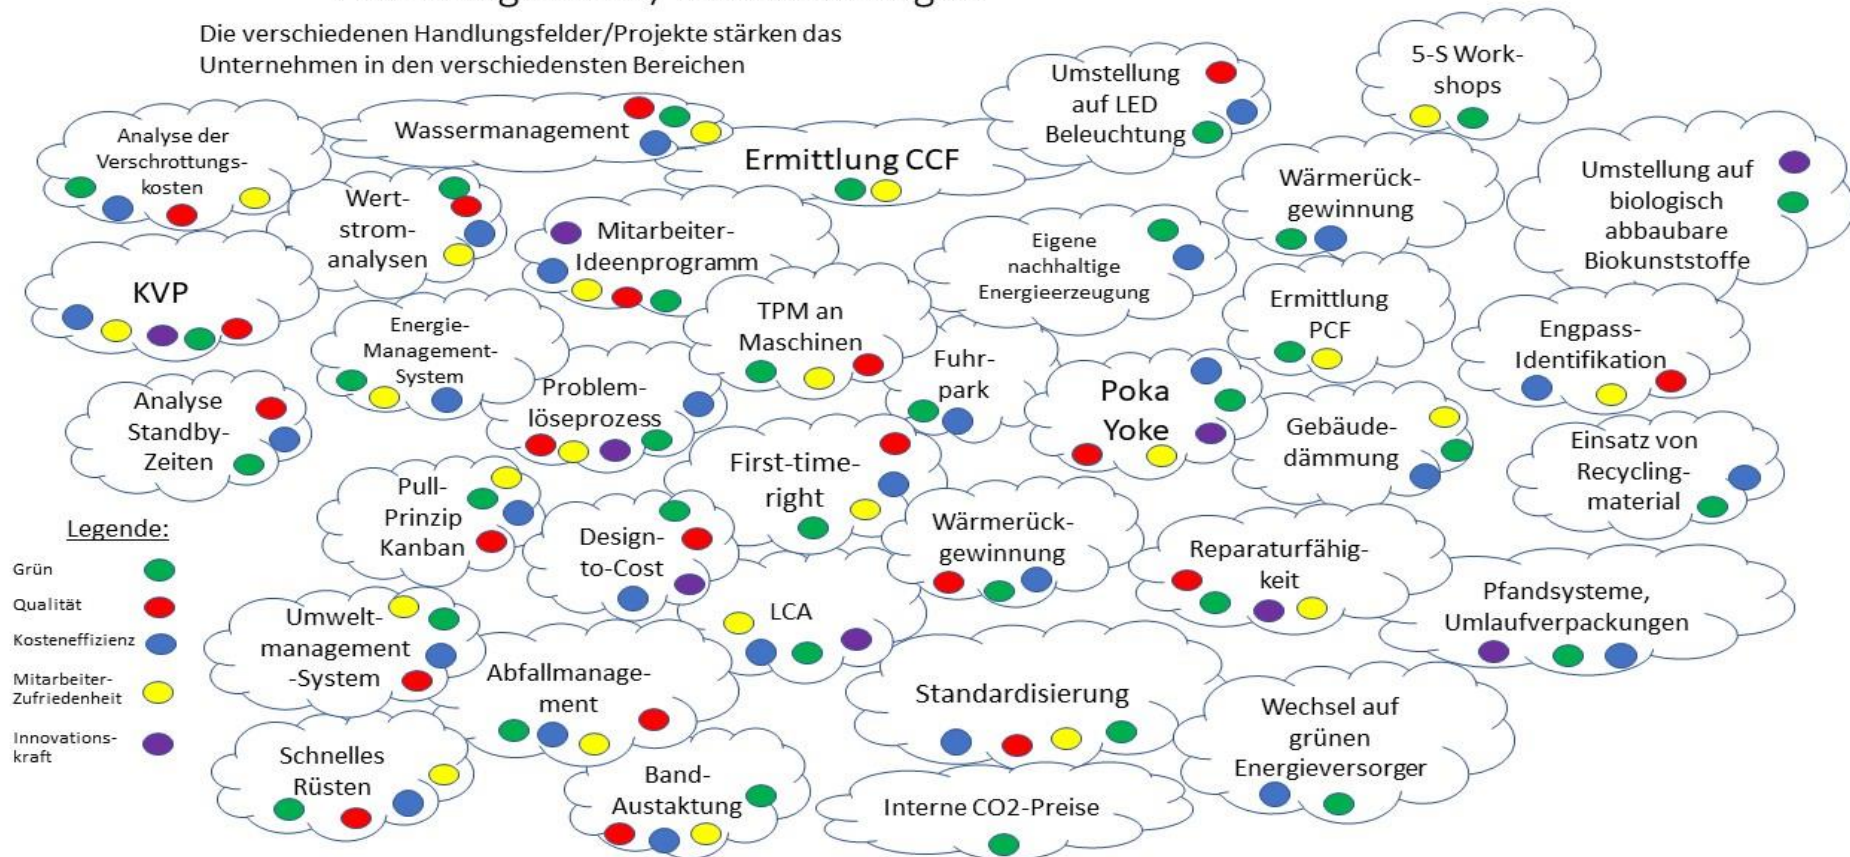 Die verschiedenen Handlungsfelder/Projekte stärken das
Unternehmen in den verschiedensten Bereichen
Analyse der
Verschrottungs-
kosten
Wassermanagement
Ermittlung CCF
Umstellung
auf LED
Beleuchtung
5-S Work-
shops
Wert-
strom-
analysen
Mitarbeiter-
Ideenprogramm
Eigene
nachhaltige
Energieerzeugung
Wärmerück-
gewinnung
Umstellung auf
biologisch
abbaubare
Biokunststoffe
KVP
Energie-
Management-
System
TPM an
Maschinen
Fuhr-
park
Ermittlung
PCF
Engpass-
Identifikation
Analyse
Standby-
Zeiten
Problem-
löseprozess
Poka
Yoke
Gebäude-
dämmung
Einsatz von
Recycling-
material
Pull-
Prinzip
Kanban
First-time-
right
Design-
to-Cost
Wärmerück-
gewinnung
Reparaturfähig-
keit
Pfandsysteme,
Umlaufverpackungen
Legende:
Grün
Qualität
Kosteneffizienz
Mitarbeiter-
Zufriedenheit
Innovations-
kraft
Umwelt-
management
-System
LCA
Abfallmanage-
ment
Standardisierung
Wechsel auf
grünen
Energieversorger
Schnelles
Rüsten
Band-
Austaktung
Interne CO2-Preise